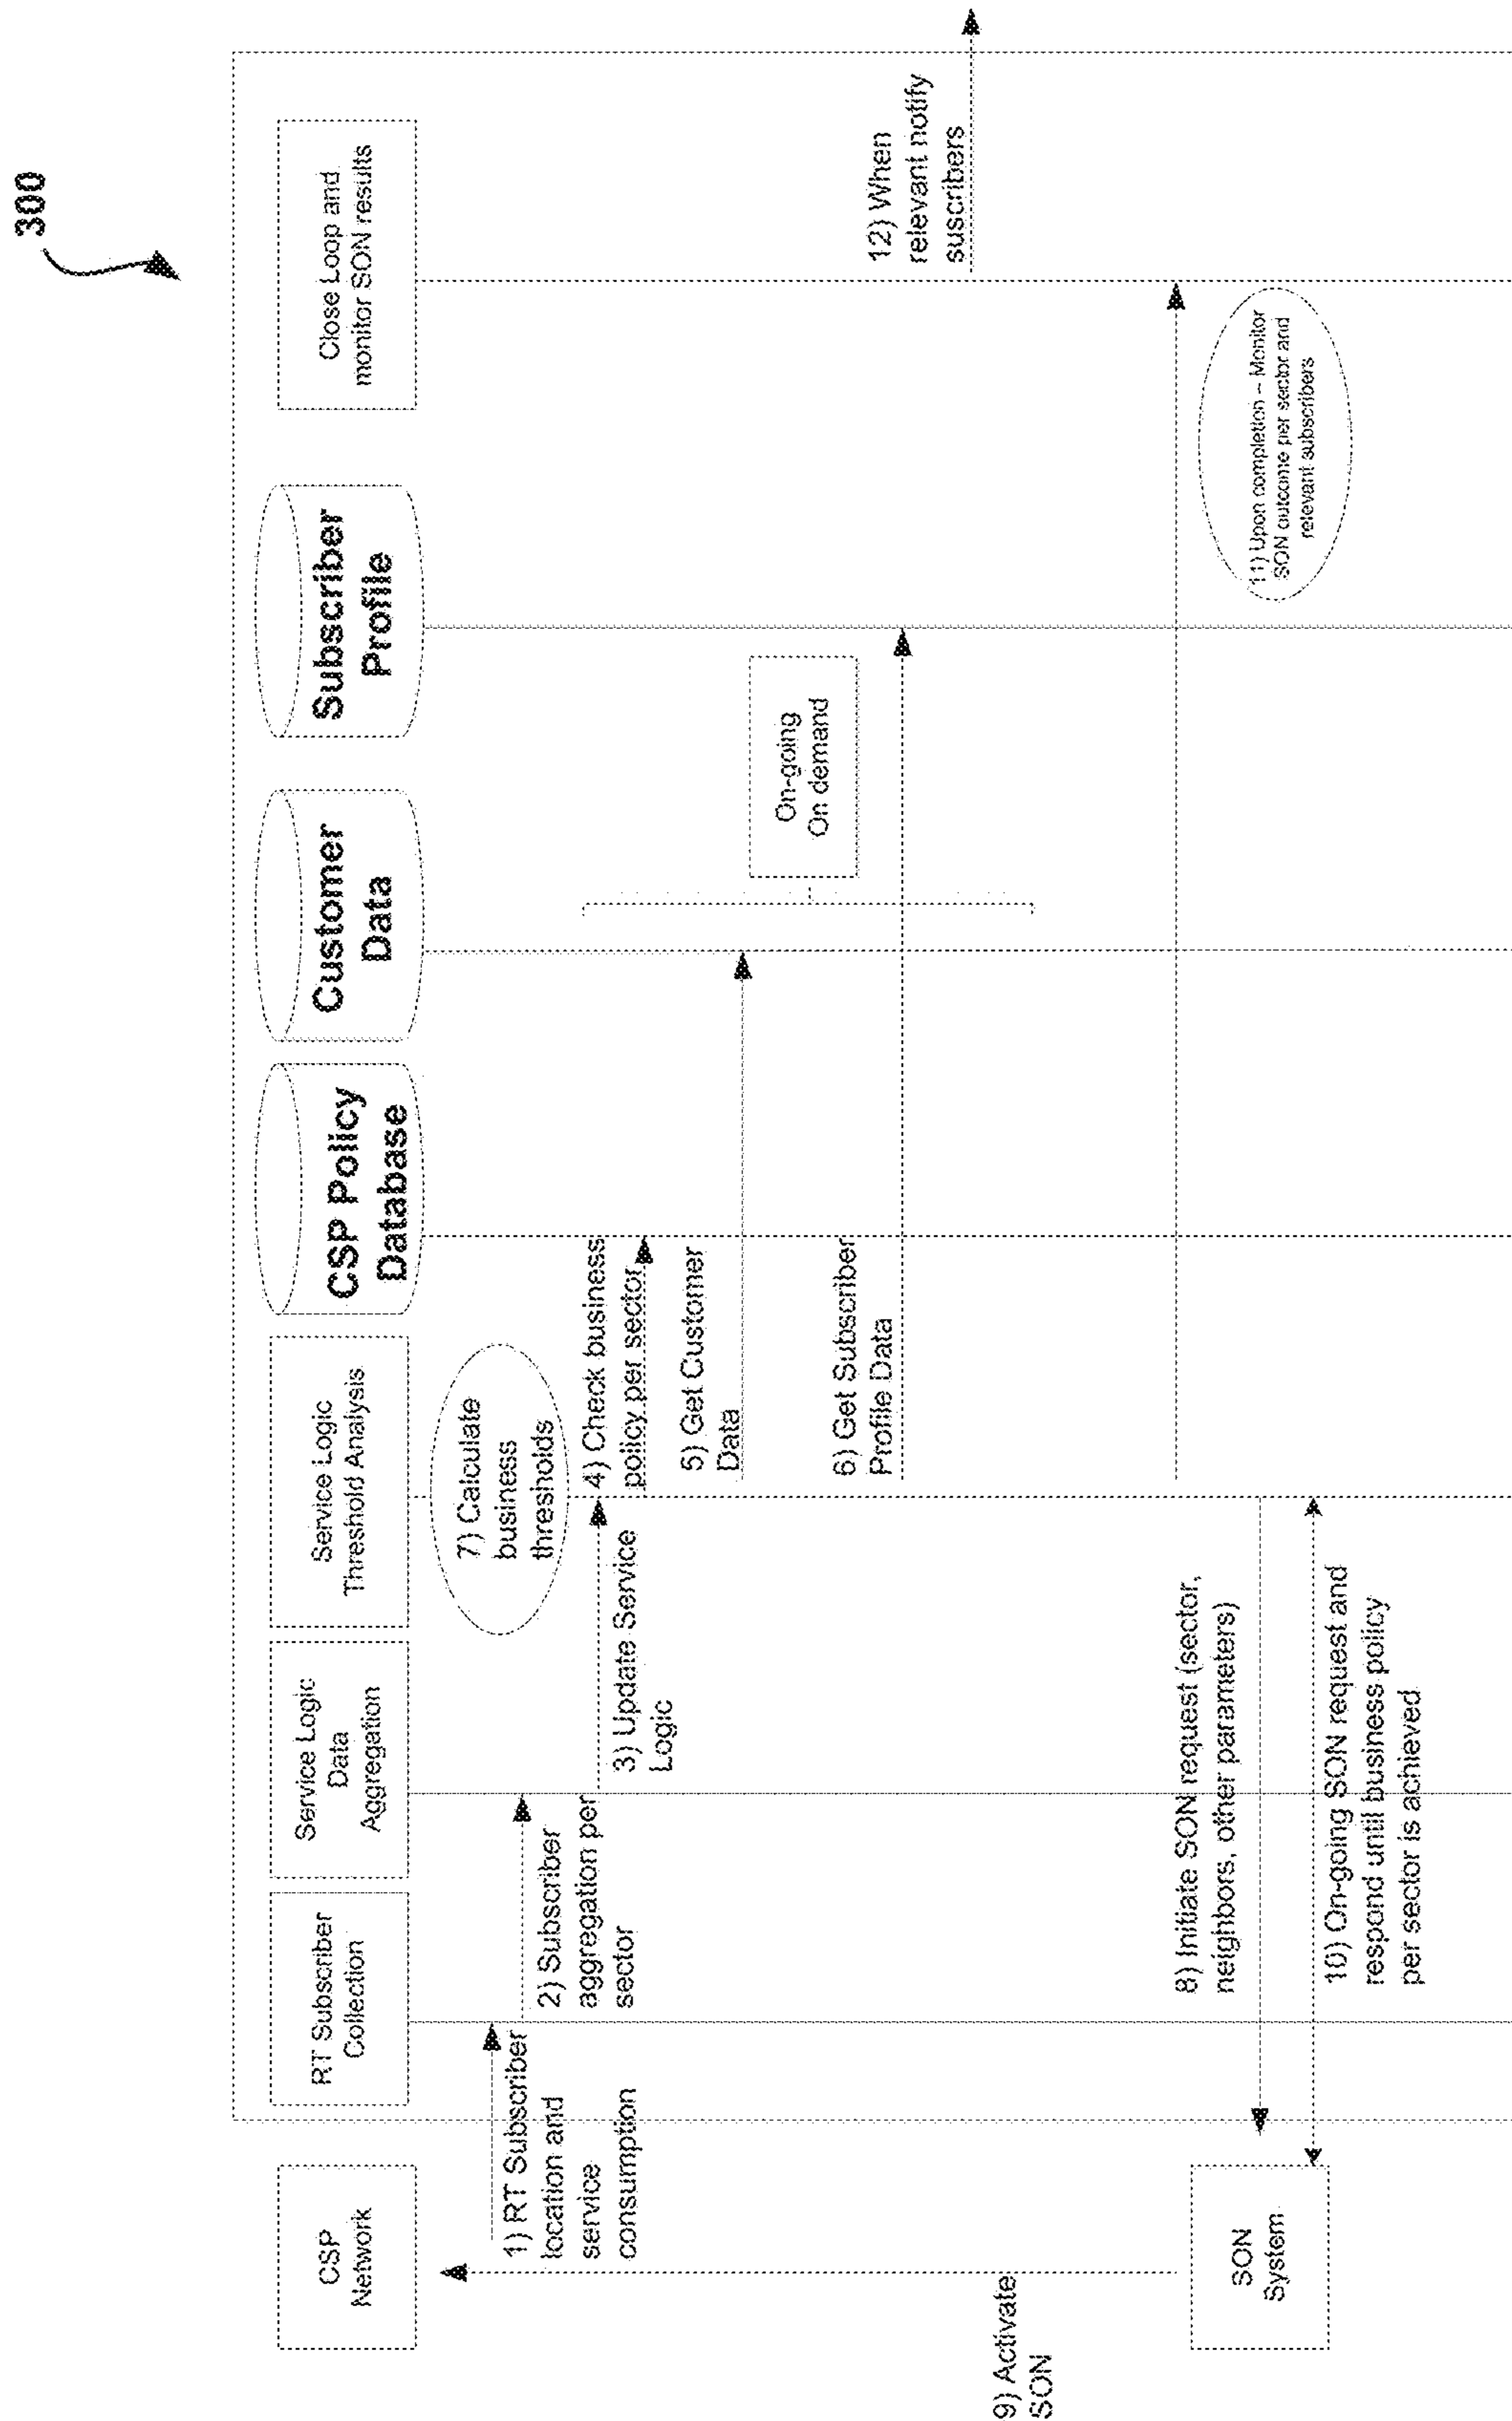 300
CSP
Network
RT Subscriber
Collection
Service Logic
Data
Aggregation
Service Logic
Threshold Analysis
CSP Policy
Database
Customer
Data
Subscriber
Profile
Close Loop and
monitor SON results
1) RT Subscriber
location and
service
consumption
2) Subscriber
aggregation per
sector
3) Update Service
Logic
7) Calculate
business
thresholds
4) Check business
policy per sector
5) Get Customer
Data
On-going
On demand
6) Get Subscriber
Profile Data
12) When
relevant notify
suscribers
9) Activate
SON
SON
System
8) Initiate SON request (sector,
neighbors, other parameters)
10) On-going SON request and
respond until business policy
per sector is achieved
11) Upon completion – Monitor
SON outcome per sector and
relevant subscribers